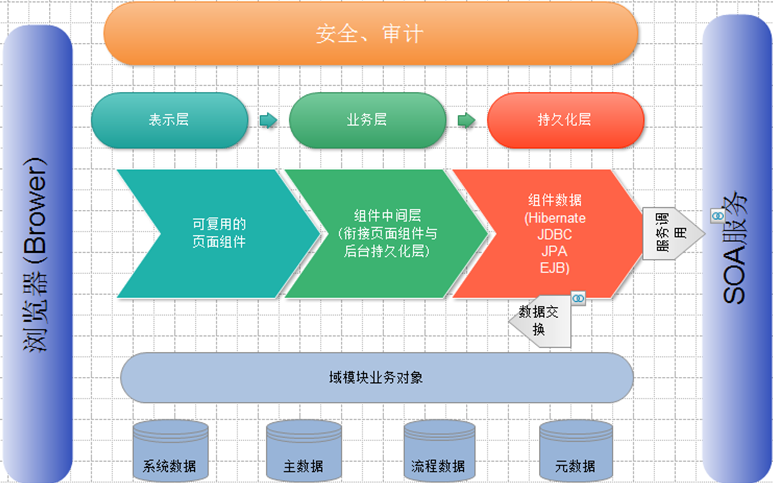 安全、审计
浏览器(Brower)
表示层
业务层
持久化层
可复用的
页面组件
组件中间层
(衔接页面组件与
后台持久化层)
组件数据
(Hibernate
JDBC
JPA
EJB)
服务调
用
SOA服务
数据交
换
域模块业务对象
系统数据
主数据
流程数据
元数据